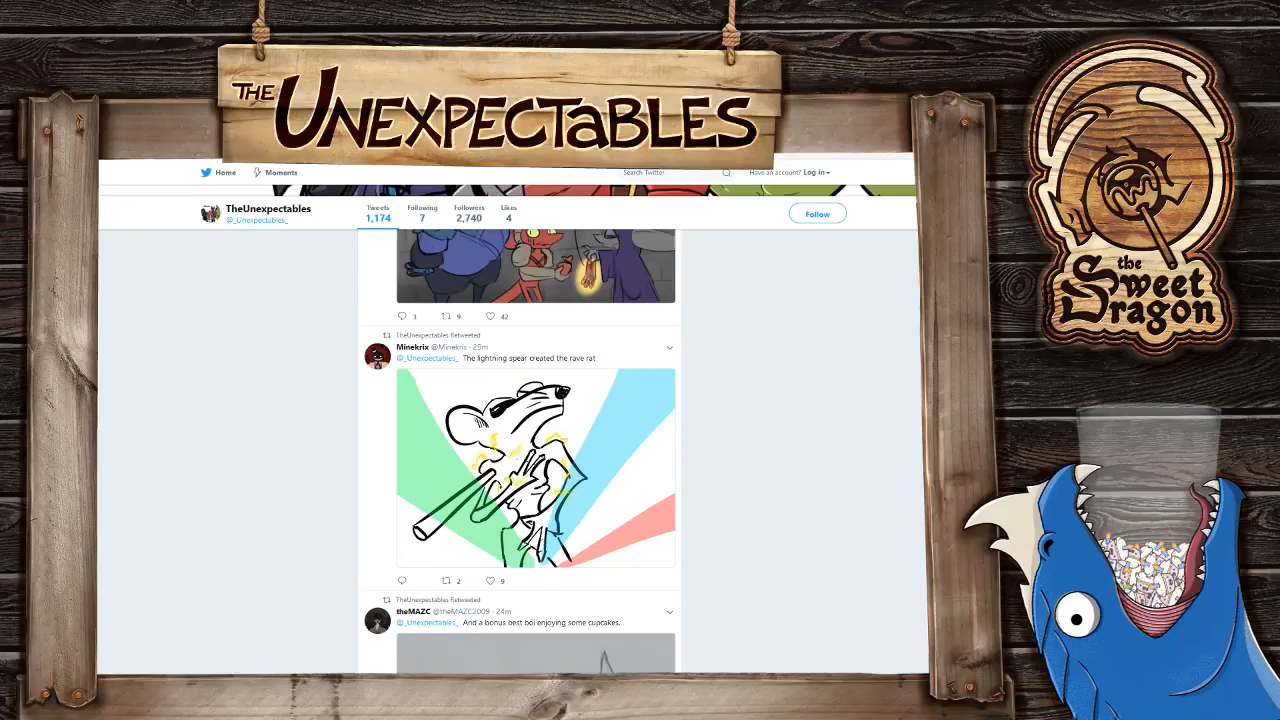 THE UNEXPECTABLES
Home Moments Search Twitter Have an account? Log in
TheUnexpectables
@_Unexpectables_
Tweets Following Followers Likes
1,174 7 2,740 4
Follow
1 9 42
TheUnexpectables Retweeted
Minekrix @Minekrix · 29m
@_Unexpectables_ The lightning spear created the rave rat
2 9
TheUnexpectables Retweeted
theMAZC @theMAZC2009 · 24m
@_Unexpectables_ And a bonus best boi enjoying some cupcakes.
the
Sweet
Dragon